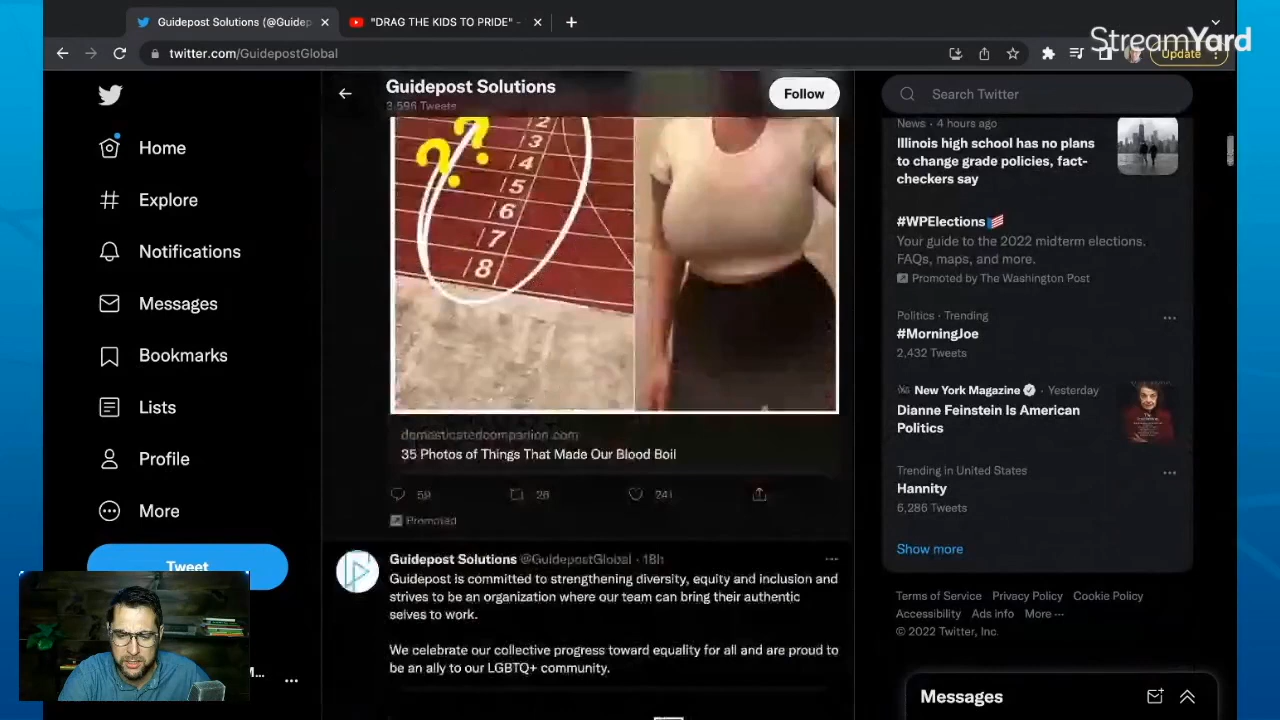 Guidepost Solutions (@Guidep
"DRAG THE KIDS TO PRIDE" -
StreamYard
twitter.com/GuidepostGlobal
Update
Guidepost Solutions
3,596 Tweets
Follow
Search Twitter
Home
Explore
Notifications
Messages
Bookmarks
Lists
Profile
More
Tweet
M...
??
2
3
4
5
6
7
8
domesticatedcompanion.com
35 Photos of Things That Made Our Blood Boil
59
26
241
Promoted
Guidepost Solutions @GuidepostGlobal · 18h
Guidepost is committed to strengthening diversity, equity and inclusion and
strives to be an organization where our team can bring their authentic
selves to work.
We celebrate our collective progress toward equality for all and are proud to
be an ally to our LGBTQ+ community.
News · 4 hours ago
Illinois high school has no plans
to change grade policies, fact-
checkers say
#WPElections
Your guide to the 2022 midterm elections.
FAQs, maps, and more.
Promoted by The Washington Post
Politics · Trending
#MorningJoe
2,432 Tweets
New York Magazine · Yesterday
Dianne Feinstein Is American
Politics
Trending in United States
Hannity
6,286 Tweets
Show more
Terms of Service Privacy Policy Cookie Policy
Accessibility Ads info More ···
© 2022 Twitter, Inc.
Messages